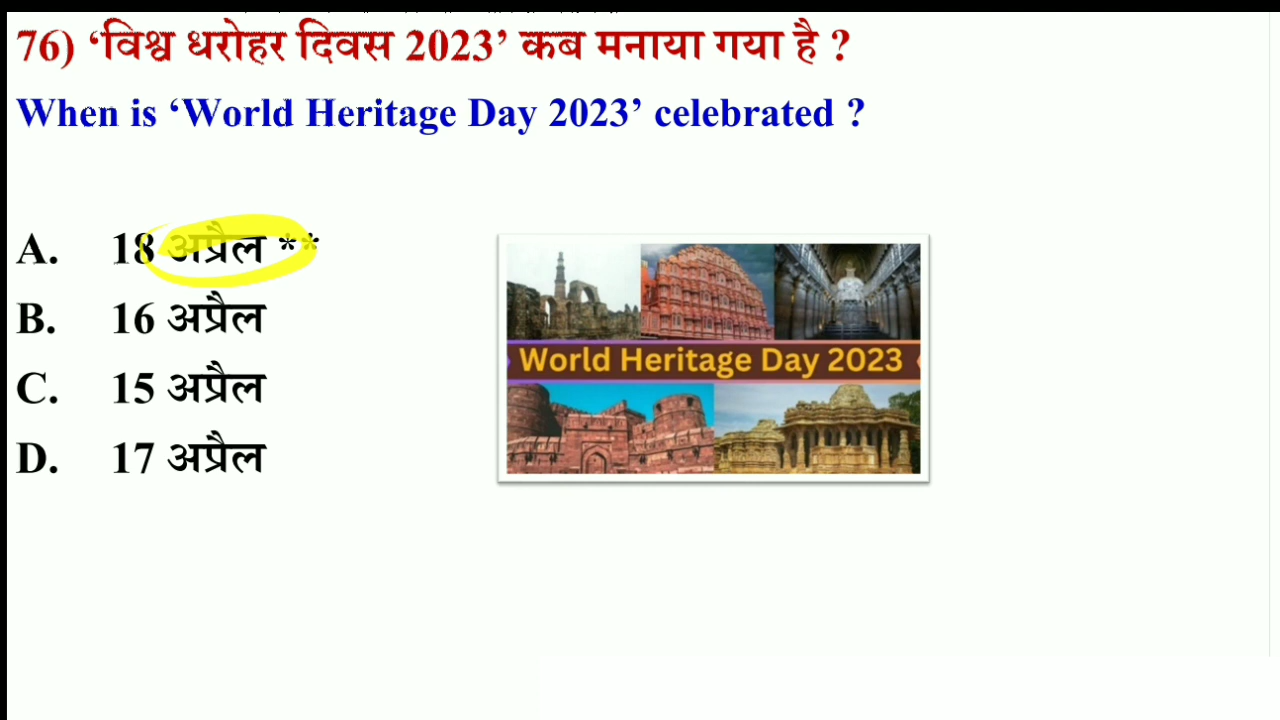 76) ‘विश्व धरोहर दिवस 2023’ कब मनाया गया है ?
When is ‘World Heritage Day 2023’ celebrated ?
A. 18 अप्रैल **
B. 16 अप्रैल
C. 15 अप्रैल
D. 17 अप्रैल
World Heritage Day 2023